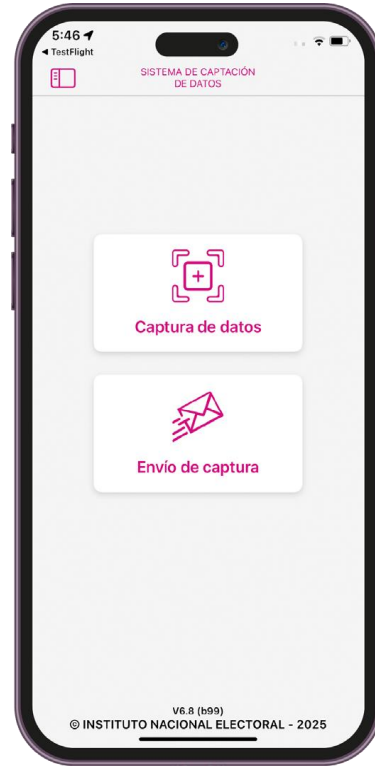 5:46
◀ TestFlight
SISTEMA DE CAPTACIÓN
DE DATOS
Captura de datos
Envío de captura
V6.8 (b99)
© INSTITUTO NACIONAL ELECTORAL - 2025